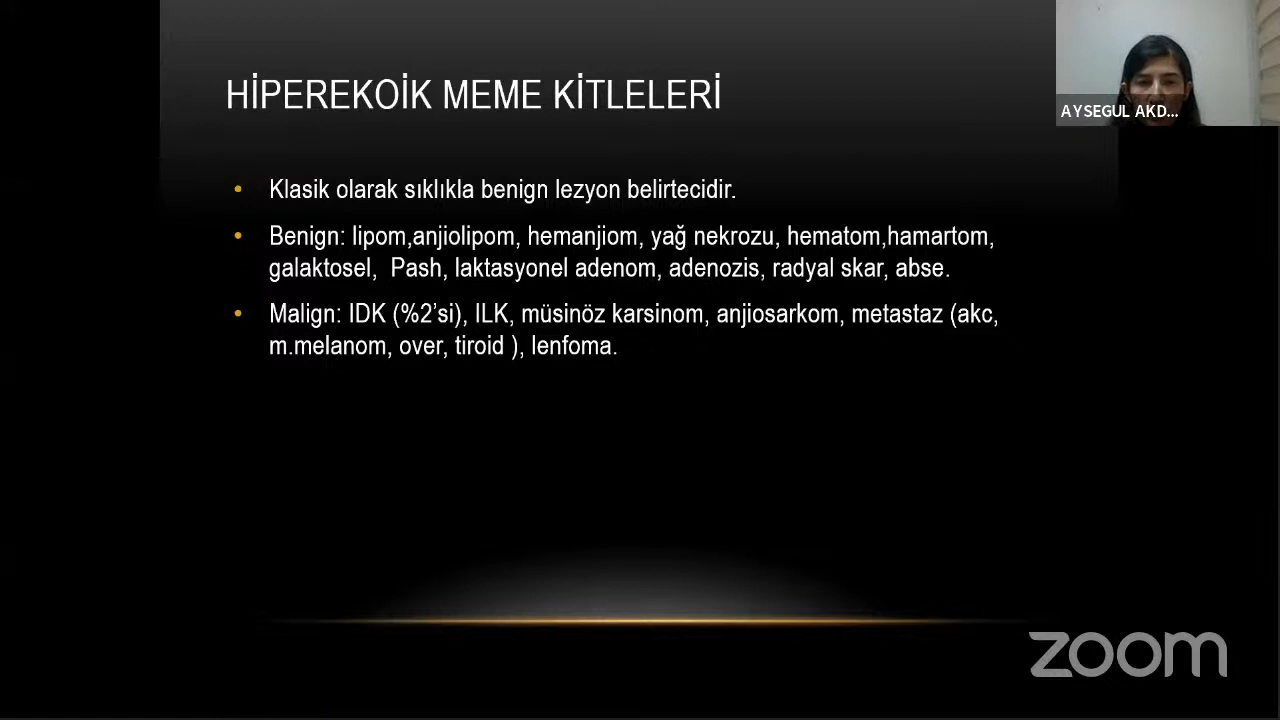 HİPEREKOİK MEME KİTLELERİ
AYSEGUL AKD...
• Klasik olarak sıklıkla benign lezyon belirtecidir.
• Benign: lipom,anjiolipom, hemanjiom, yağ nekrozu, hematom,hamartom,
galaktosel, Pash, laktasyonel adenom, adenozis, radyal skar, abse.
• Malign: IDK (%2'si), ILK, müsinöz karsinom, anjiosarkom, metastaz (akc,
m.melanom, over, tiroid ), lenfoma.
zoom